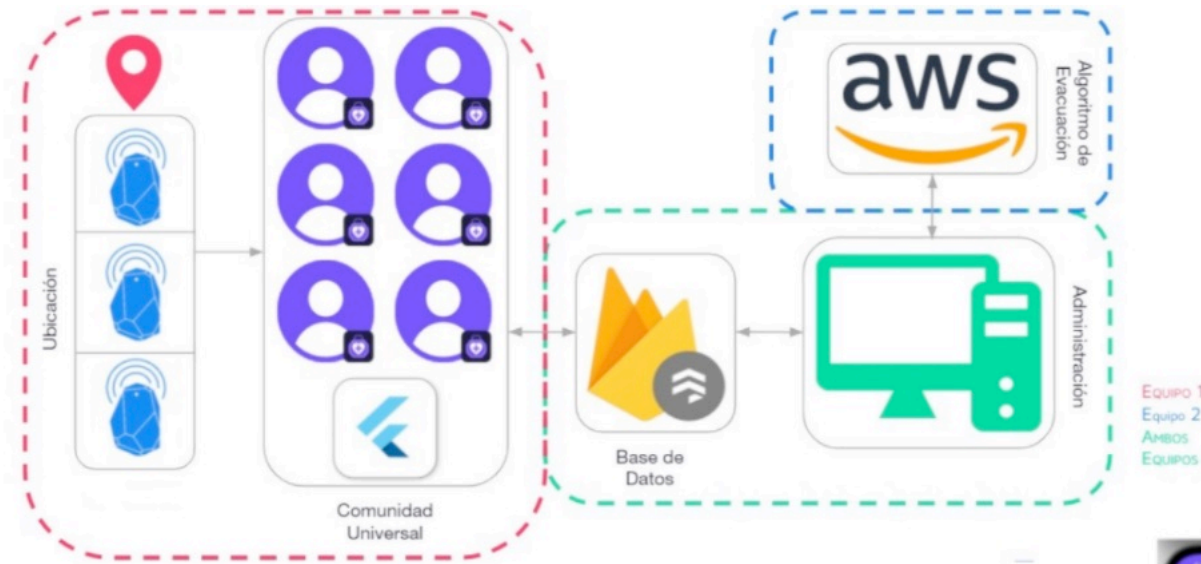 Ubicación
Comunidad
Universal
Base de
Datos
aws
Algoritmo de
Evacuación
Administración
EQUIPO 1
Equipo 2
AMBOS
EQUIPOS